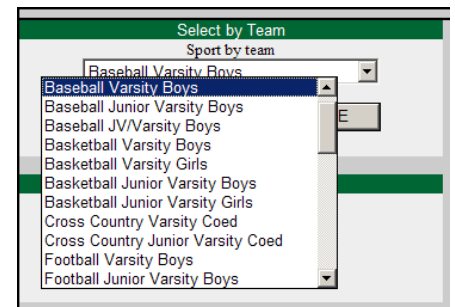 Select by Team
Sport by team
Baseball Varsity Boys
Baseball Varsity Boys
Baseball Junior Varsity Boys
Baseball JV/Varsity Boys
E
Basketball Varsity Boys
Basketball Varsity Girls
Basketball Junior Varsity Boys
Basketball Junior Varsity Girls
Cross Country Varsity Coed
Cross Country Junior Varsity Coed
Football Varsity Boys
Football Junior Varsity Boys